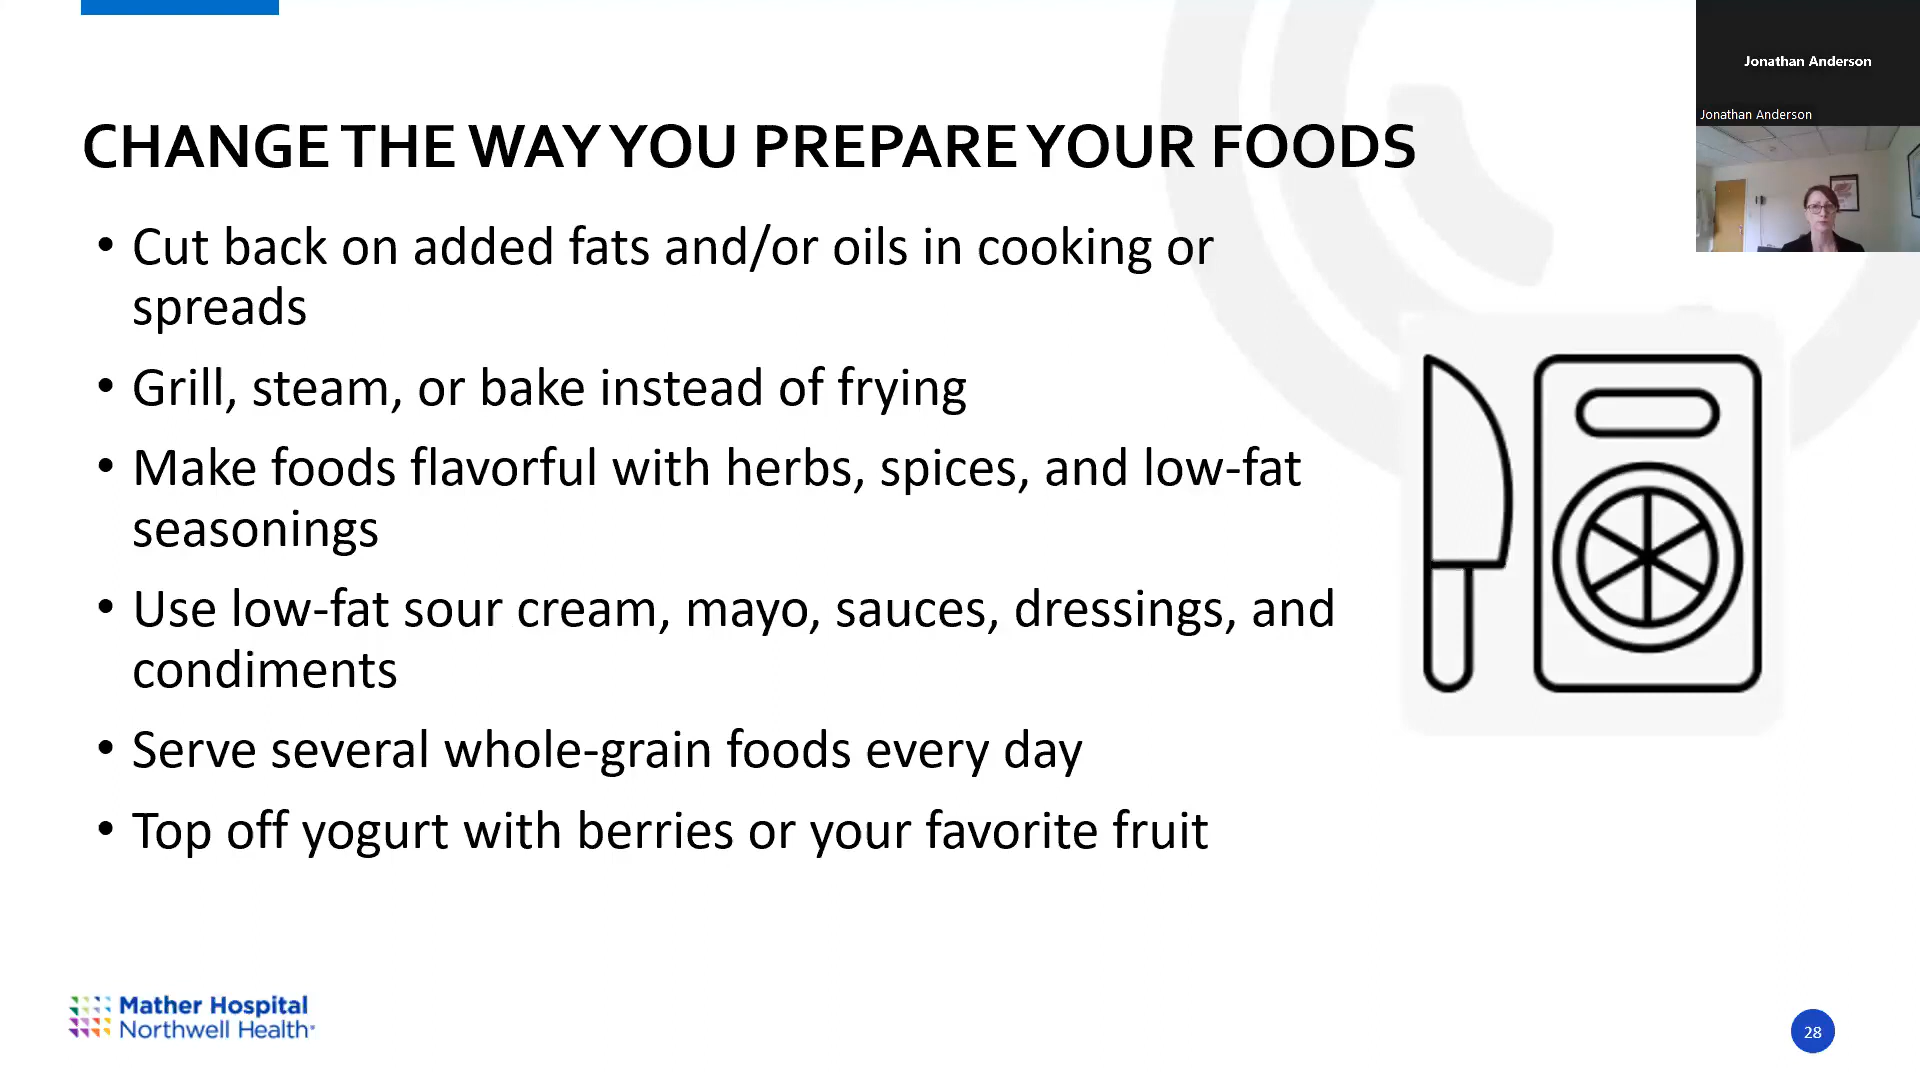 Jonathan Anderson
Jonathan Anderson
CHANGE THE WAY YOU PREPARE YOUR FOODS
• Cut back on added fats and/or oils in cooking or
spreads
• Grill, steam, or bake instead of frying
• Make foods flavorful with herbs, spices, and low-fat
seasonings
• Use low-fat sour cream, mayo, sauces, dressings, and
condiments
• Serve several whole-grain foods every day
• Top off yogurt with berries or your favorite fruit
Mather Hospital
Northwell Health®
28